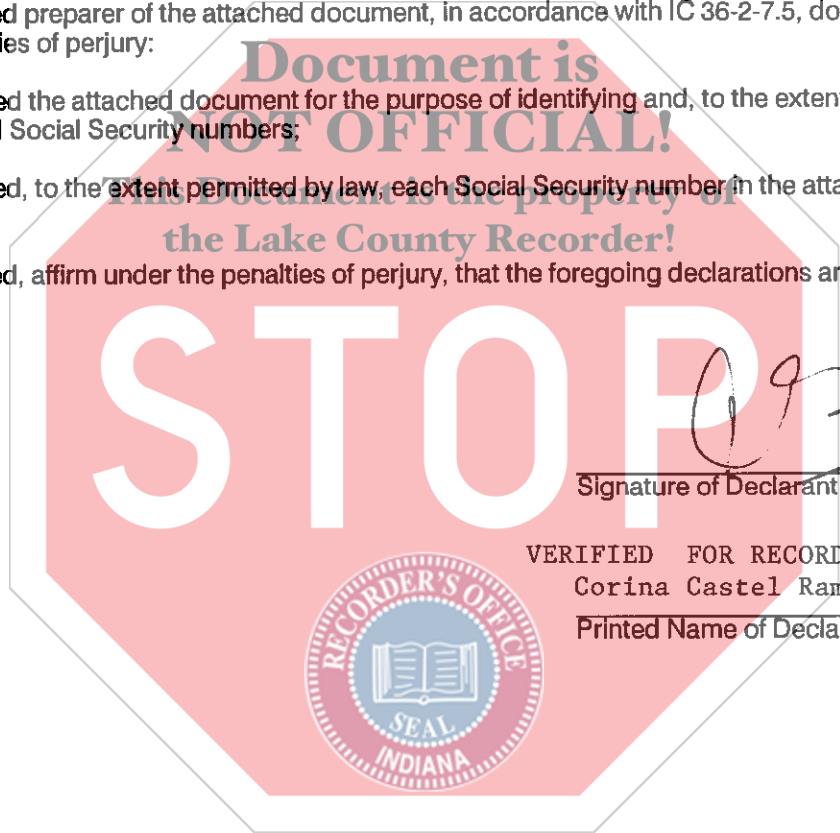 ed preparer of the attached document, in accordance with IC 36-2-7.5, do
ies of perjury:
Document is
ed the attached document for the purpose of identifying and, to the extent
NOT OFFICIAL!
l Social Security numbers;
ed, to the extent permitted by law, each Social Security number in the atta
This Document is the property of
the Lake County Recorder!
ed, affirm under the penalties of perjury, that the foregoing declarations ar
STOP
Signature of Declarant
VERIFIED FOR RECORD
Corina Castel Ram
Printed Name of Decla
RECORDER'S OFFICE
SEAL
INDIANA